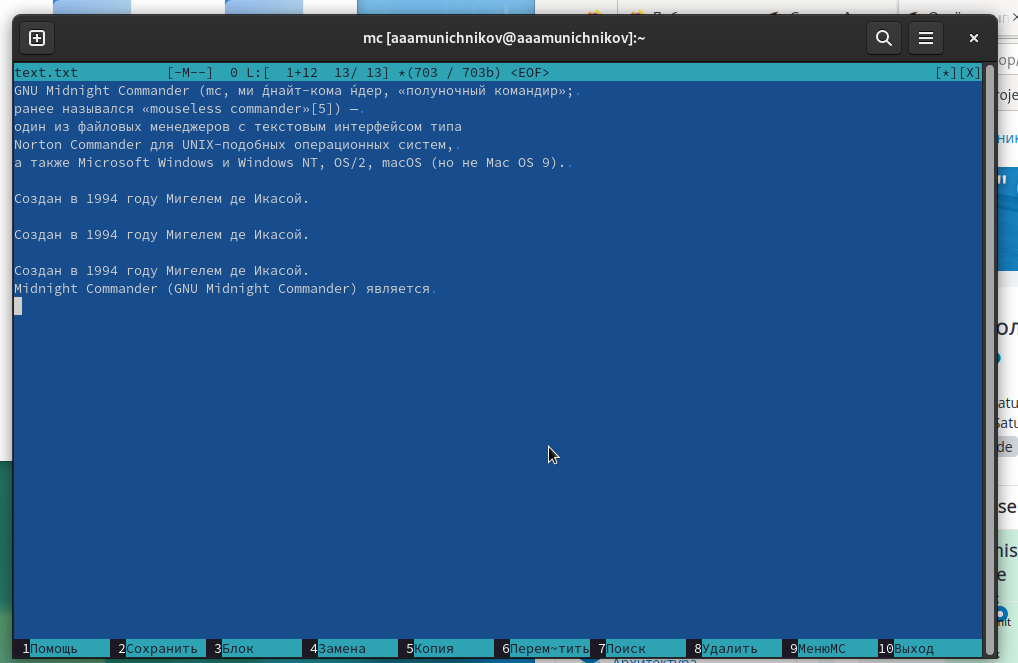 mc [aaamunichnikov@aaamunichnikov]:~
text.txt [-M--] 0 L:[ 1+12 13/ 13] *(703 / 703b) <EOF> [*][X]
GNU Midnight Commander (mc, ми ́днайт-кома ́ндер, «полуночный командир»;.
ранее назывался «mouseless commander»[5]) —.
один из файловых менеджеров с текстовым интерфейсом типа
Norton Commander для UNIX-подобных операционных систем,.
а также Microsoft Windows и Windows NT, OS/2, macOS (но не Mac OS 9)..
Создан в 1994 году Мигелем де Икасой.
Создан в 1994 году Мигелем де Икасой.
Создан в 1994 году Мигелем де Икасой.
Midnight Commander (GNU Midnight Commander) является.
1Помощь 2Сохранить 3Блок 4Замена 5Копия 6Перем~тить 7Поиск 8Удалить 9МенюMC 10Выход